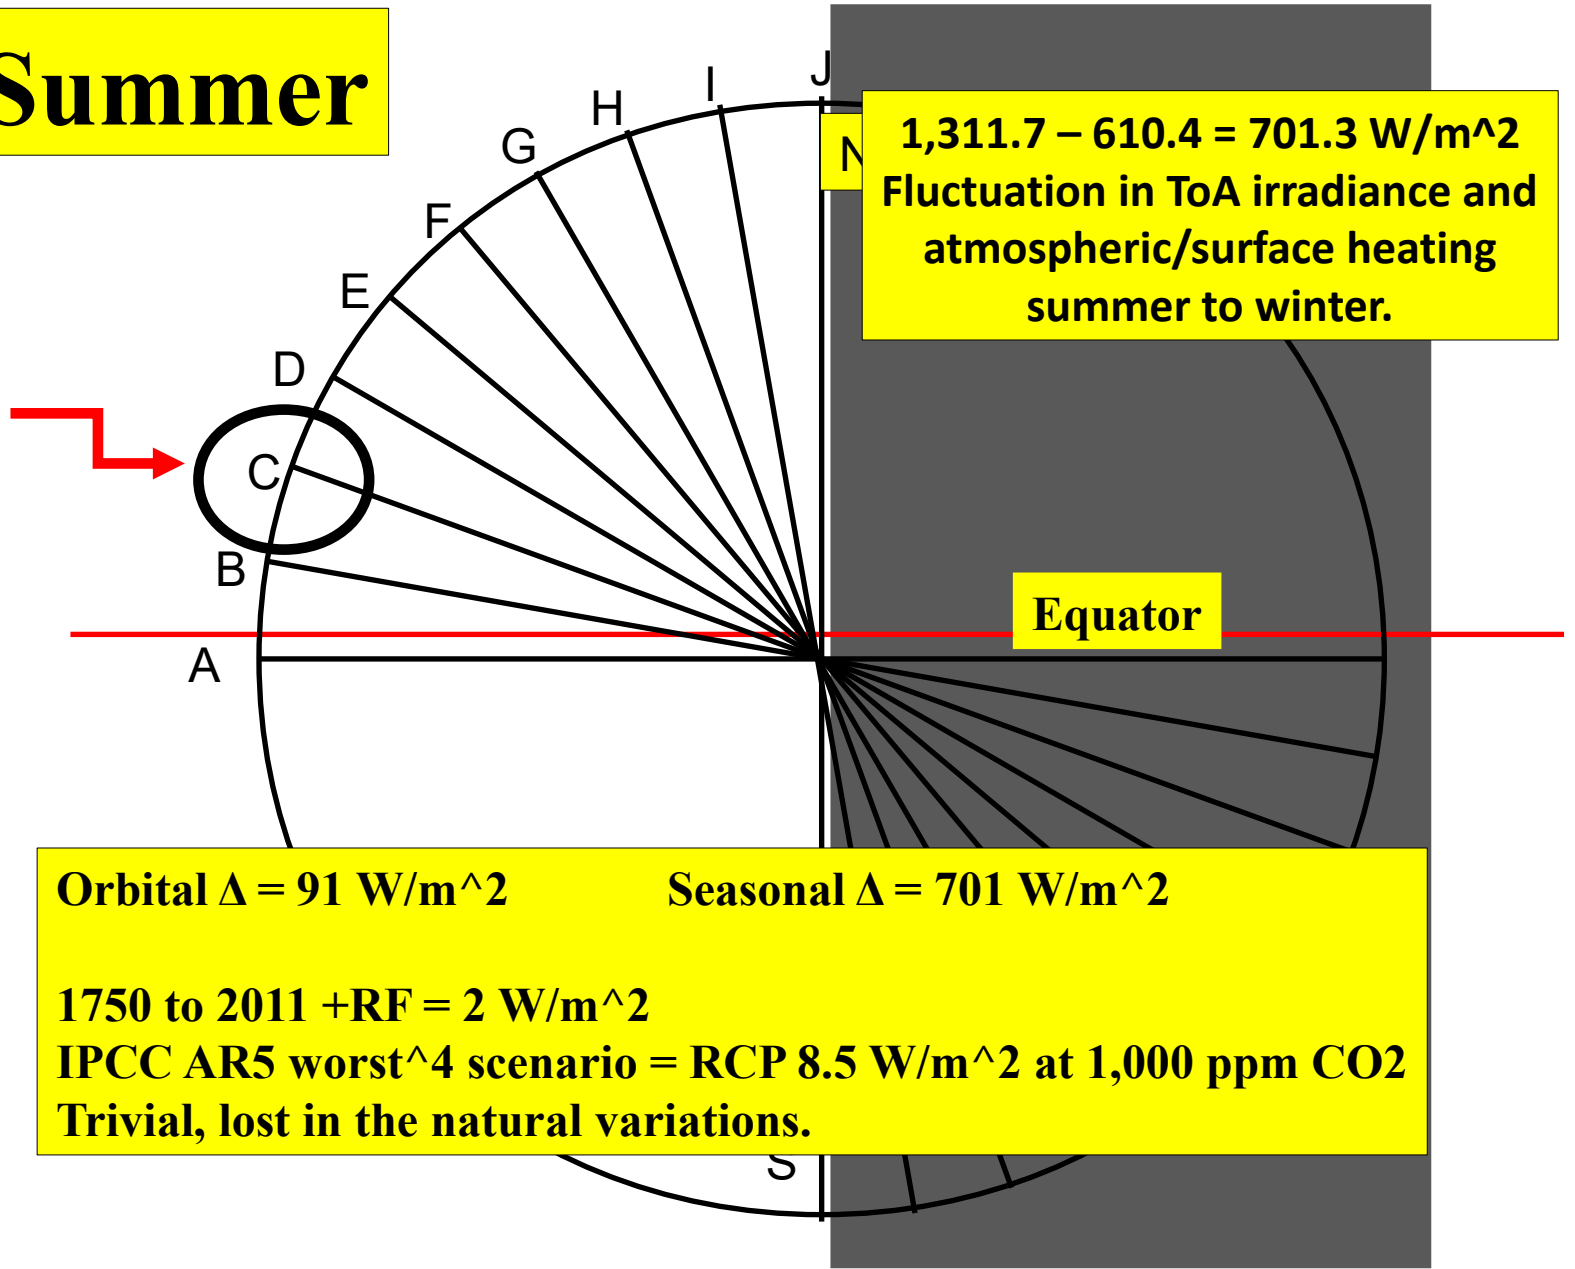 Summer
J
I
H
G
F
E
D
C
B
A
N
1,311.7 – 610.4 = 701.3 W/m^2
Fluctuation in ToA irradiance and
atmospheric/surface heating
summer to winter.
Equator
Orbital Δ = 91 W/m^2 Seasonal Δ = 701 W/m^2
1750 to 2011 +RF = 2 W/m^2
IPCC AR5 worst^4 scenario = RCP 8.5 W/m^2 at 1,000 ppm CO2
Trivial, lost in the natural variations.
S